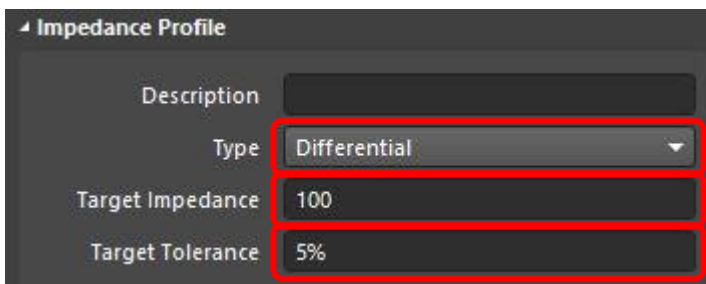 Impedance Profile
Description
Type Differential
Target Impedance 100
Target Tolerance 5%